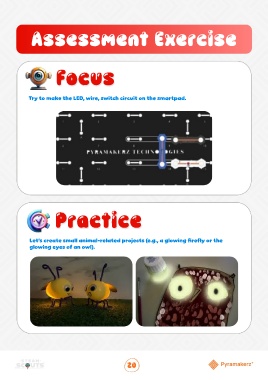 Assessment Exercise
Focus
Try to make the LED, wire, switch circuit on the smartpad.
PYRAMAKERZ TECHNOLOGIES
Practice
Let's create small animal-related projects (e.g., a glowing firefly or the
glowing eyes of an owl).
20
Pyramakerz